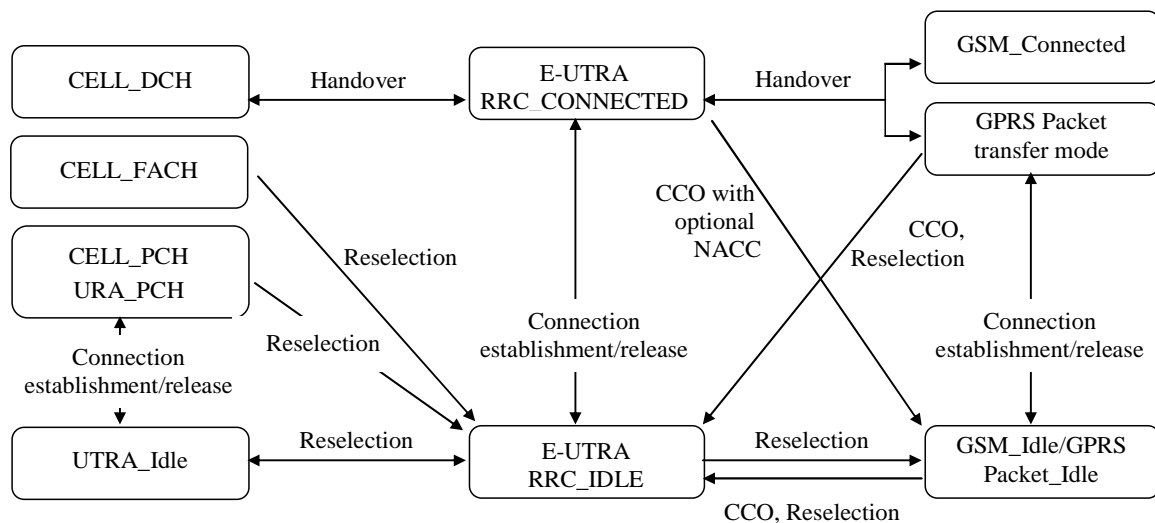 GSM_Connected
CELL_DCH
Handover
E-UTRA
RRC_CONNECTED
Handover
GPRS Packet
transfer mode
CELL_FACH
CCO with
optional
NACC
CCO,
Reselection
CELL_PCH
URA_PCH
Reselection
Reselection
Connection
establishment/release
Connection
establishment/release
Connection
establishment/release
UTRA_Idle
Reselection
E-UTRA
RRC_IDLE
Reselection
GSM_Idle/GPRS
Packet_Idle
CCO, Reselection